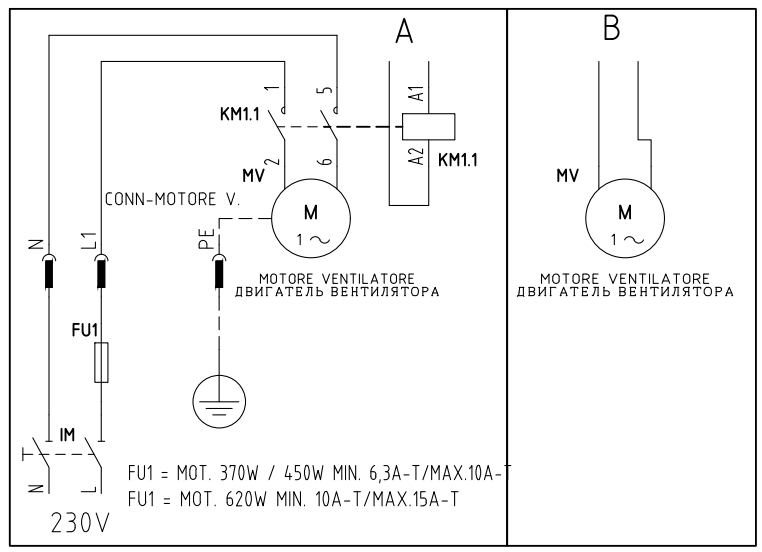 A
B
1
5
A1
KM1.1
A2
KM1.1
2
6
MV
MV
CONN-MOTORE V.
M
1 ~
M
1 ~
N
L1
PE
MOTORE VENTILATORE
ДВИГАТЕЛЬ ВЕНТИЛЯТОРА
MOTORE VENTILATORE
ДВИГАТЕЛЬ ВЕНТИЛЯТОРА
FU1
IM
N
L
FU1 = MOT. 370W / 450W MIN. 6,3A-T/MAX.10A-T
FU1 = MOT. 620W MIN. 10A-T/MAX.15A-T
230V